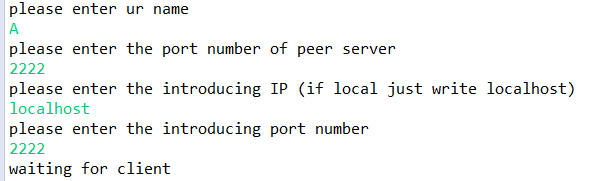 please enter ur name
A
please enter the port number of peer server
2222
please enter the introducing IP (if local just write localhost)
localhost
please enter the introducing port number
2222
waiting for client